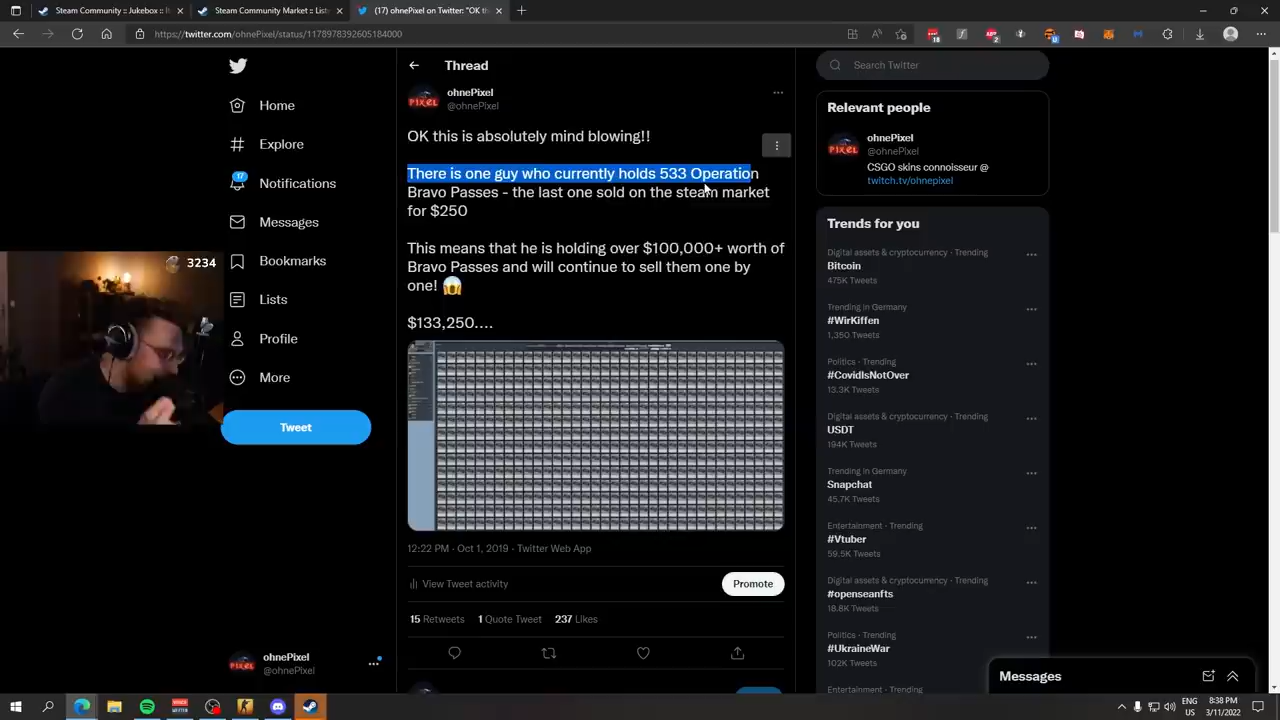 Steam Community :: Jukebox :: It
Steam Community Market :: Liste
(17) ohnePixel on Twitter: "OK th
https://twitter.com/ohnePixel/status/1178978392605184000
Home
Explore
17
Notifications
Messages
Bookmarks
Lists
Profile
More
Tweet
3234
ohnePixel
@ohnePixel
Thread
ohnePixel
@ohnePixel
OK this is absolutely mind blowing!!
There is one guy who currently holds 533 Operation
Bravo Passes - the last one sold on the steam market
for $250
This means that he is holding over $100,000+ worth of
Bravo Passes and will continue to sell them one by
one!
$133,250....
12:22 PM · Oct 1, 2019 · Twitter Web App
View Tweet activity
Promote
15 Retweets 1 Quote Tweet 237 Likes
Search Twitter
Relevant people
ohnePixel
@ohnePixel
CSGO skins connoisseur @
twitch.tv/ohnepixel
Trends for you
Digital assets & cryptocurrency · Trending
Bitcoin
475K Tweets
Trending in Germany
#WirKiffen
1,350 Tweets
Politics · Trending
#CovidIsNotOver
13.3K Tweets
Digital assets & cryptocurrency · Trending
USDT
194K Tweets
Trending in Germany
Snapchat
45.7K Tweets
Entertainment · Trending
#Vtuber
59.5K Tweets
Digital assets & cryptocurrency · Trending
#openseanfts
18.8K Tweets
Politics · Trending
#UkraineWar
102K Tweets
Entertainment · Trending
Messages
ENG
US
8:38 PM
3/11/2022